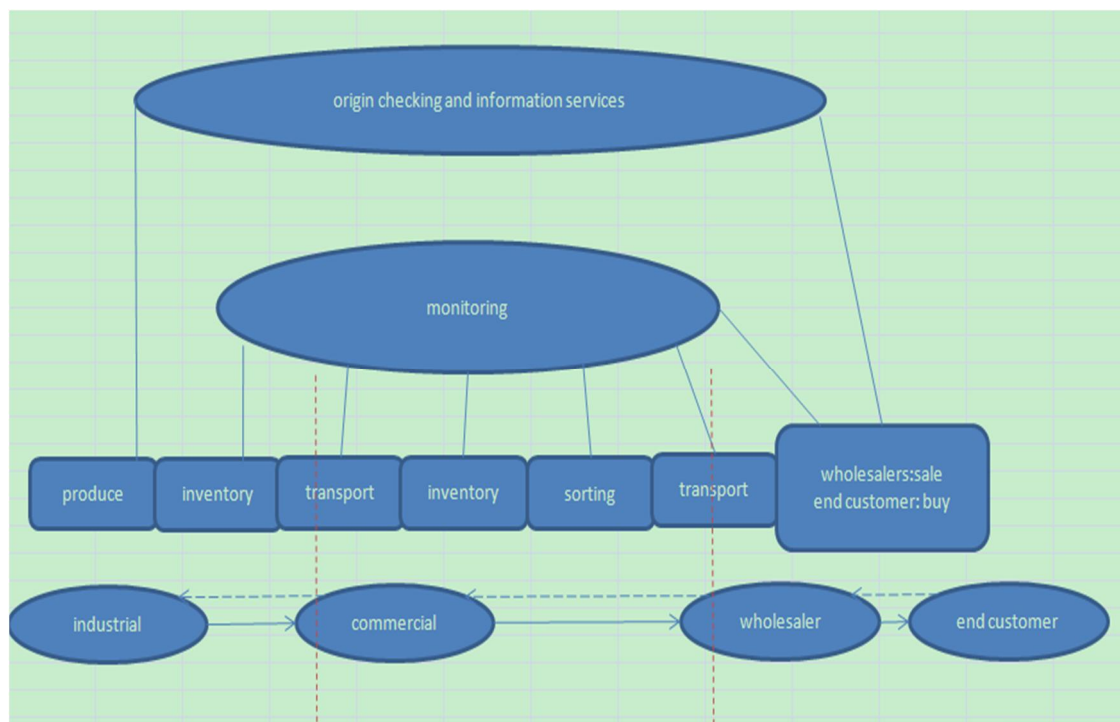 origin checking and information services
monitoring
produce
inventory
transport
inventory
sorting
transport
wholesalers:sale
end customer: buy
industrial
commercial
wholesaler
end customer